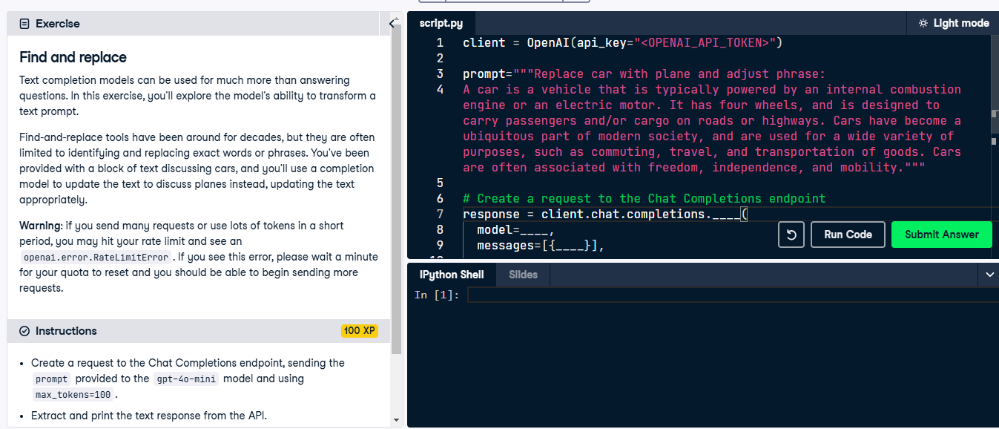 Exercise
Find and replace
Text completion models can be used for much more than answering
questions. In this exercise, you'll explore the model's ability to transform a
text prompt.
Find-and-replace tools have been around for decades, but they are often
limited to identifying and replacing exact words or phrases. You've been
provided with a block of text discussing cars, and you'll use a completion
model to update the text to discuss planes instead, updating the text
appropriately.
Warning: if you send many requests or use lots of tokens in a short
period, you may hit your rate limit and see an
openai.error.RateLimitError. If you see this error, please wait a minute
for your quota to reset and you should be able to begin sending more
requests.
Instructions
100 XP
• Create a request to the Chat Completions endpoint, sending the
prompt provided to the gpt-4o-mini model and using
max_tokens=100.
• Extract and print the text response from the API.
script.py
Light mode
1 client = OpenAI(api_key="<OPENAI_API_TOKEN>")
2
3 prompt="""Replace car with plane and adjust phrase:
4 A car is a vehicle that is typically powered by an internal combustion
engine or an electric motor. It has four wheels, and is designed to
carry passengers and/or cargo on roads or highways. Cars have become a
ubiquitous part of modern society, and are used for a wide variety of
purposes, such as commuting, travel, and transportation of goods. Cars
are often associated with freedom, independence, and mobility."""
5
6 # Create a request to the Chat Completions endpoint
7 response = client.chat.completions.____(
8 model=____,
9 messages=[{____}],
Run Code
Submit Answer
IPython Shell
Slides
In [1]: